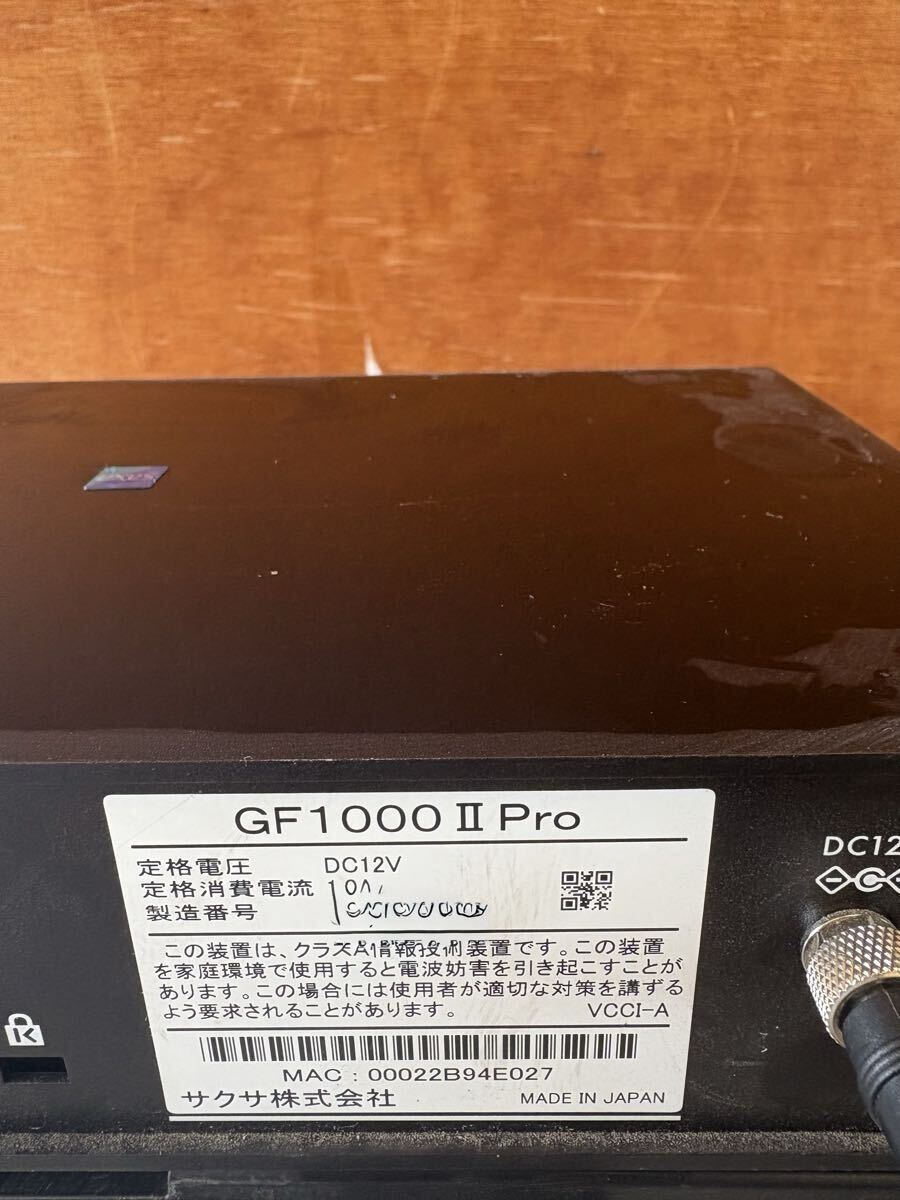 GF1000ⅡPro
定格電圧 DC12V
定格消費電流
製造番号
この装置は、クラスA情報技術装置です。この装置
を家庭環境で使用すると電波妨害を引き起こすことが
あります。この場合には使用者が適切な対策を講ずる
よう要求されることがあります。 VCCI-A
MAC : 00022B94E027
サクサ株式会社 MADE IN JAPAN